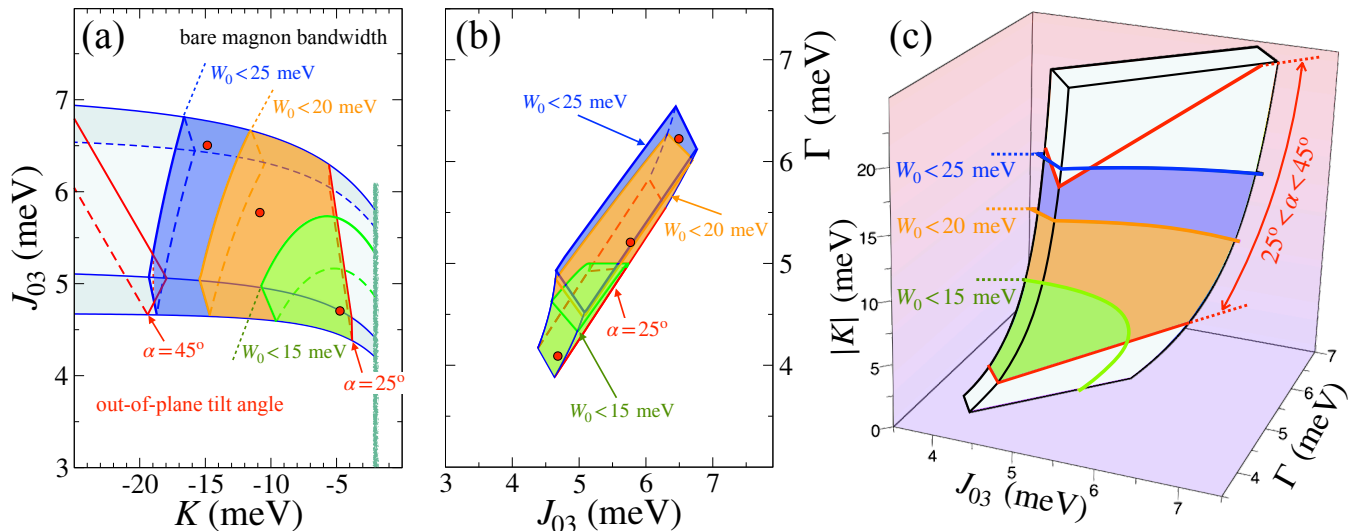 (a)
bare magnon bandwidth
W₀ < 25 meV
W₀ < 20 meV
W₀ < 15 meV
α = 45°
α = 25°
out-of-plane tilt angle
J₀₃ (meV)
7
6
5
4
3
-20
-15
-10
-5
K (meV)
(b)
W₀ < 25 meV
W₀ < 20 meV
α = 25°
W₀ < 15 meV
Γ (meV)
7
6
5
4
3
4
5
6
7
J₀₃ (meV)
(c)
W₀ < 25 meV
W₀ < 20 meV
W₀ < 15 meV
25° < α < 45°
|K| (meV)
20
15
10
5
0
4
5
6
7
J₀₃ (meV)
4
5
6
7
Γ (meV)